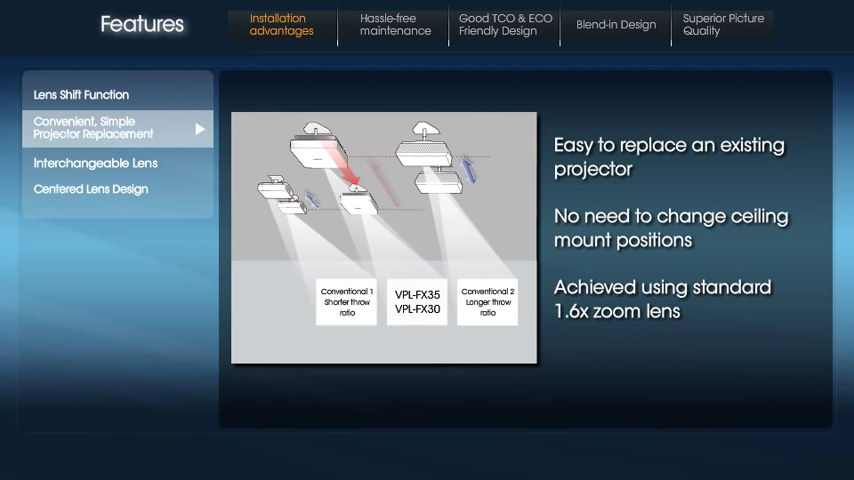 Features
Installation
advantages
Hassle-free
maintenance
Good TCO & ECO
Friendly Design
Blend-in Design
Superior Picture
Quality
Lens Shift Function
Convenient, Simple
Projector Replacement
Interchangeable Lens
Centered Lens Design
Conventional 1
Shorter throw
ratio
VPL-FX35
VPL-FX30
Conventional 2
Longer throw
ratio
Easy to replace an existing
projector
No need to change ceiling
mount positions
Achieved using standard
1.6x zoom lens